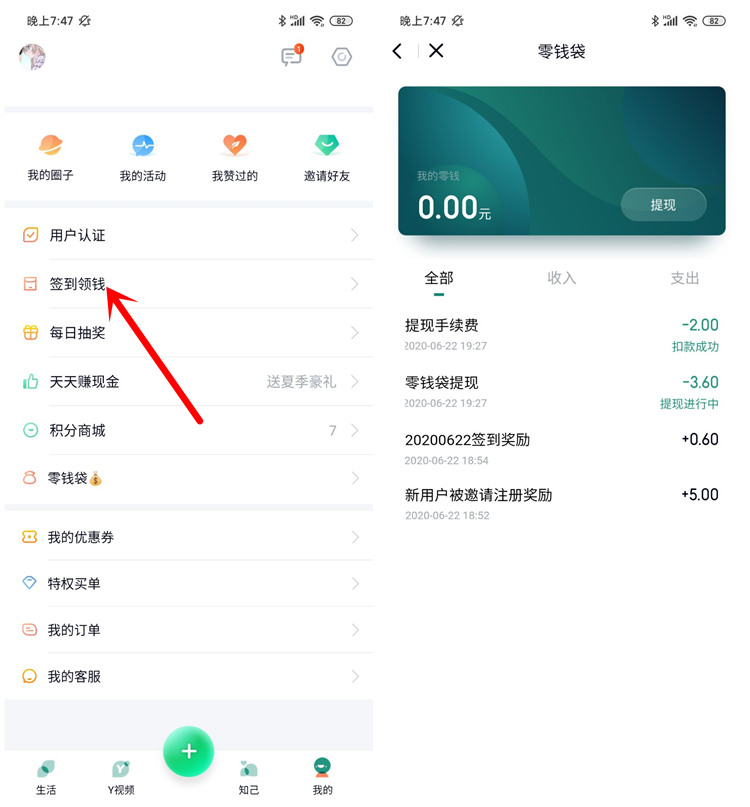 晚上7:47
HD
82
1
我的圈子
我的活动
我赞过的
邀请好友
用户认证
签到领钱
每日抽奖
天天赚现金 送夏季豪礼
积分商城 7
零钱袋
我的优惠券
特权买单
我的订单
我的客服
生活
Y视频
知己
我的
晚上7:47
HD
82
零钱袋
我的零钱
0.00元
提现
全部 收入 支出
提现手续费 -2.00
2020-06-22 19:27 扣款成功
零钱袋提现 -3.60
2020-06-22 19:27 提现进行中
20200622签到奖励 +0.60
2020-06-22 18:54
新用户被邀请注册奖励 +5.00
2020-06-22 18:52